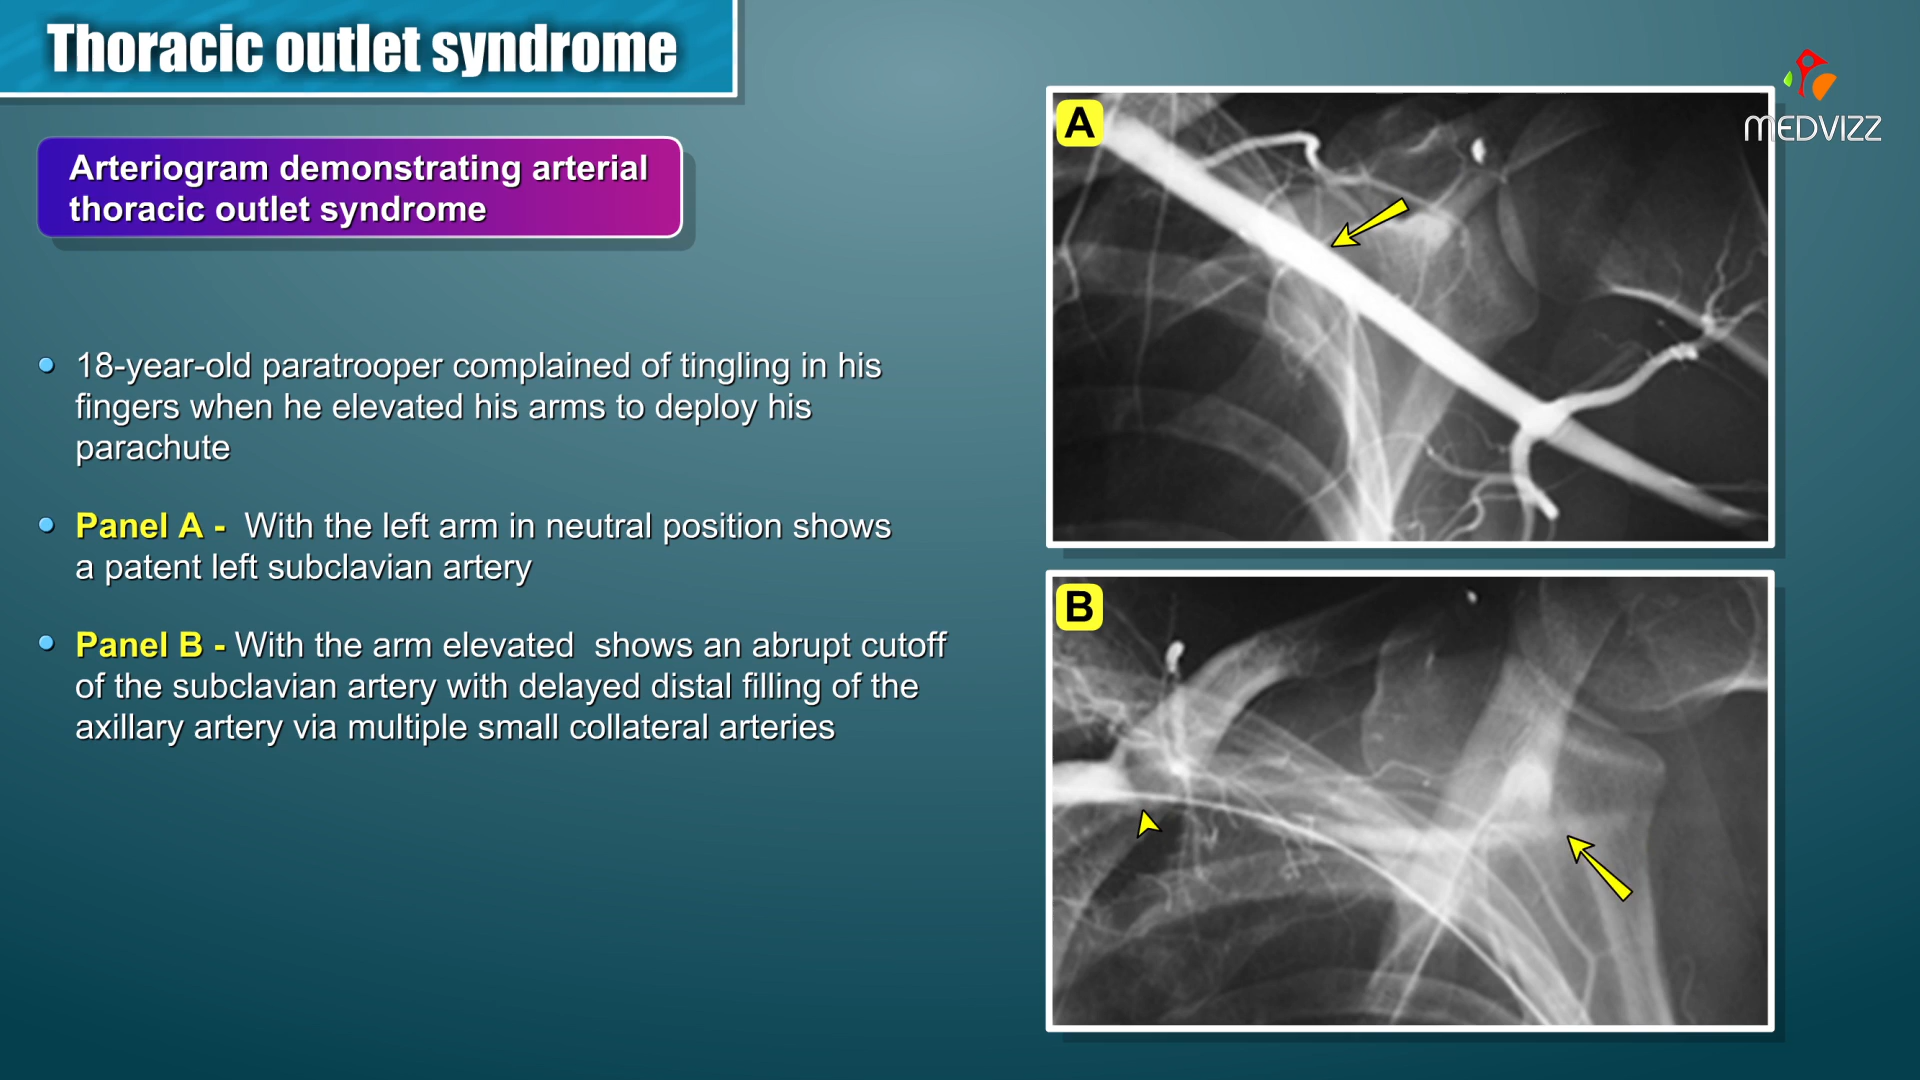 Thoracic outlet syndrome
MEDVIZZ
Arteriogram demonstrating arterial
thoracic outlet syndrome
18-year-old paratrooper complained of tingling in his
fingers when he elevated his arms to deploy his
parachute
Panel A - With the left arm in neutral position shows
a patent left subclavian artery
Panel B - With the arm elevated shows an abrupt cutoff
of the subclavian artery with delayed distal filling of the
axillary artery via multiple small collateral arteries
A
B